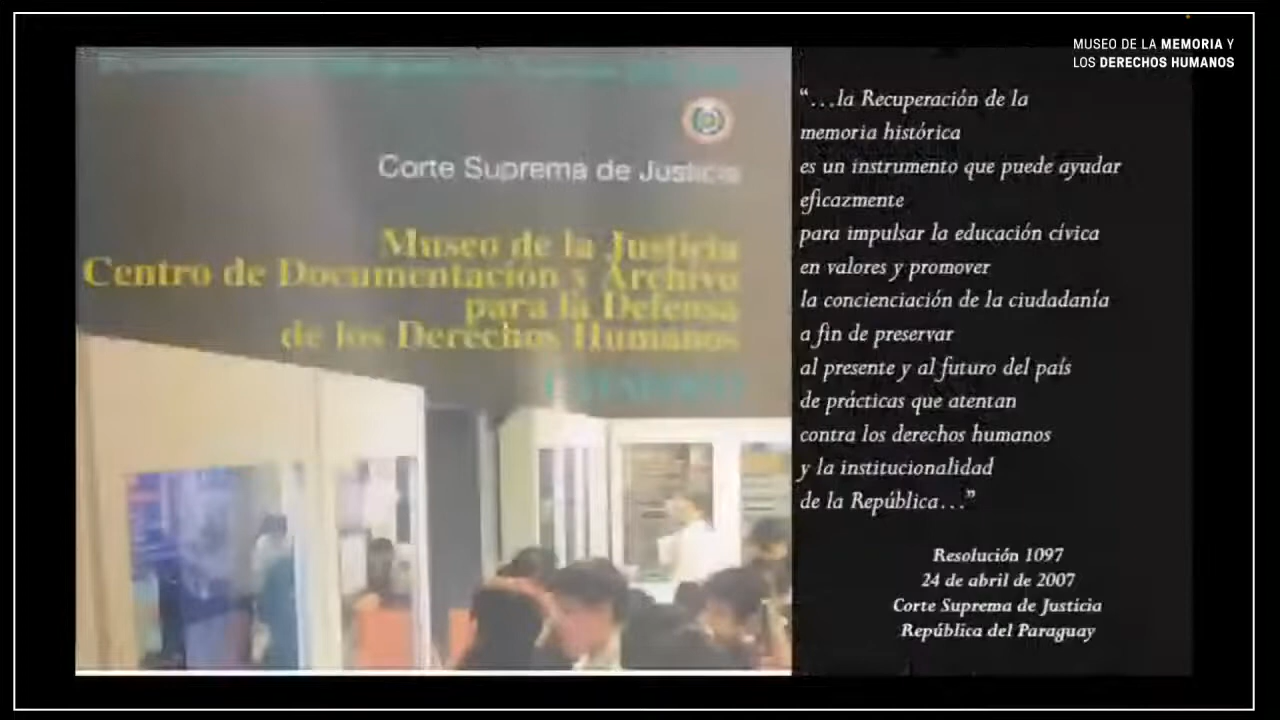 MUSEO DE LA MEMORIA Y
LOS DERECHOS HUMANOS
Corte Suprema de Justicia
Museo de la Justicia
Centro de Documentación y Archivo
para la Defensa
de los Derechos Humanos
“...la Recuperación de la
memoria histórica
es un instrumento que puede ayudar
eficazmente
para impulsar la educación cívica
en valores y promover
la concienciación de la ciudadanía
a fin de preservar
al presente y al futuro del país
de prácticas que atentan
contra los derechos humanos
y la institucionalidad
de la República...”
Resolución 1097
24 de abril de 2007
Corte Suprema de Justicia
República del Paraguay